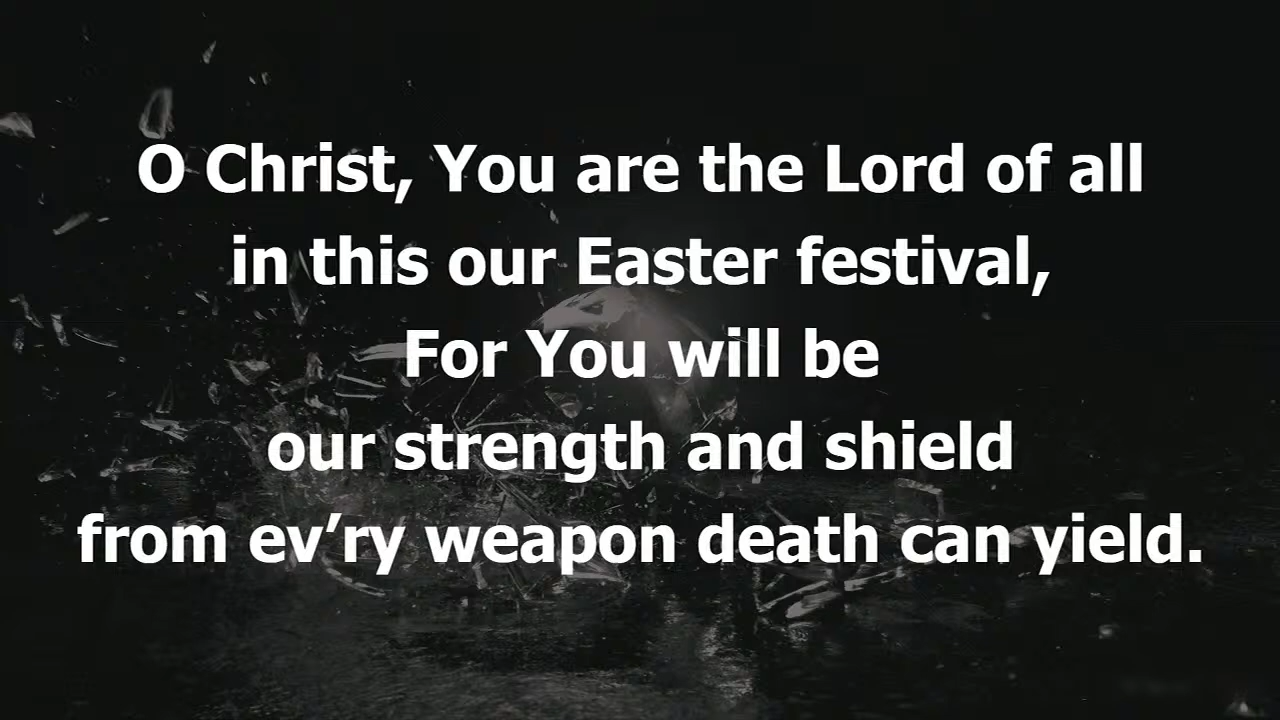 O Christ, You are the Lord of all
in this our Easter festival,
For You will be
our strength and shield
from ev’ry weapon death can yield.